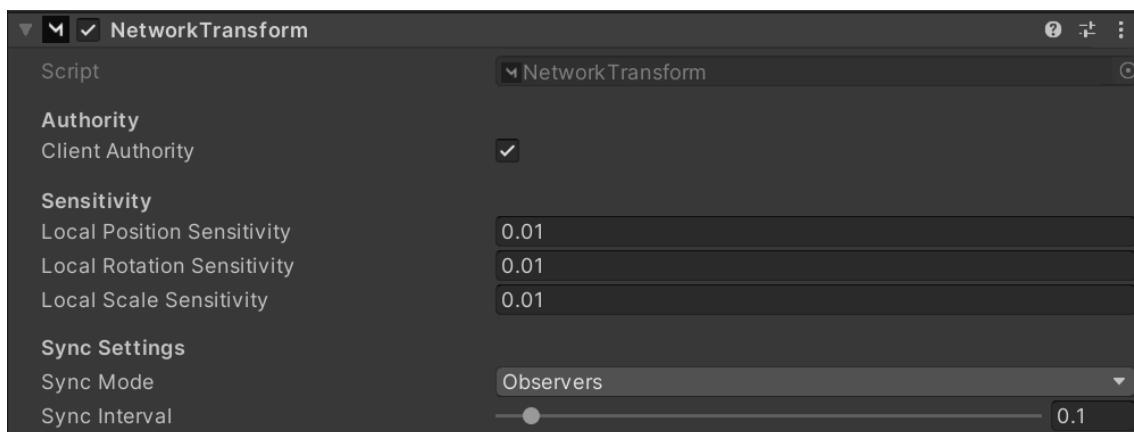 NetworkTransform
Script NetworkTransform
Authority
Client Authority
Sensitivity
Local Position Sensitivity 0.01
Local Rotation Sensitivity 0.01
Local Scale Sensitivity 0.01
Sync Settings
Sync Mode Observers
Sync Interval 0.1